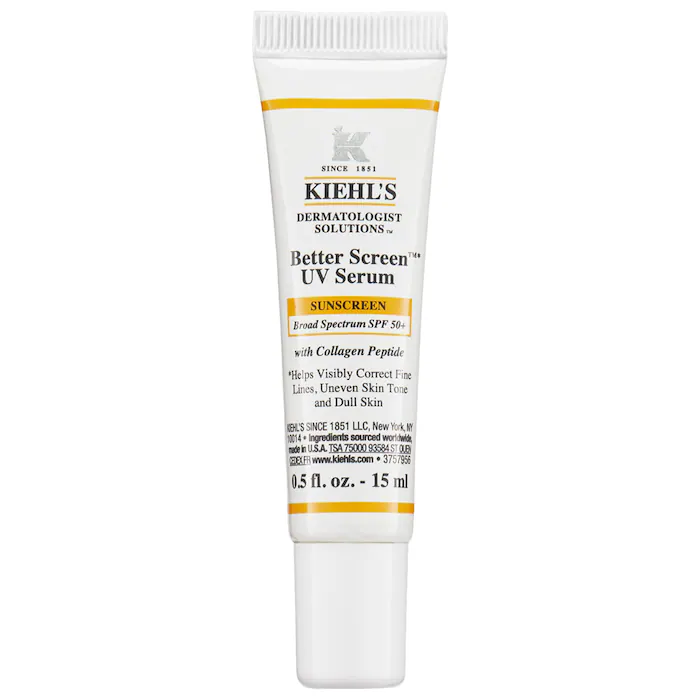 K
SINCE 1851
KIEHL'S
DERMATOLOGIST
SOLUTIONS™
Better Screen™*
UV Serum
SUNSCREEN
Broad Spectrum SPF 50+
with Collagen Peptide
*Helps Visibly Correct Fine
Lines, Uneven Skin Tone
and Dull Skin
KIEHL'S SINCE 1851 LLC, New York, NY
10014 • Ingredients sourced worldwide,
made in U.S.A. TSA 75000 93584 ST OUEN
CEDEX.FR www.kiehls.com • 3757956
0.5 fl. oz. - 15 ml